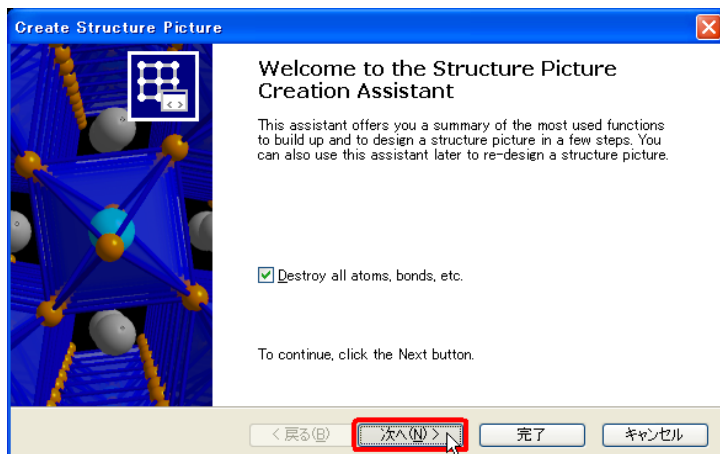 Create Structure Picture
Welcome to the Structure Picture
Creation Assistant
This assistant offers you a summary of the most used functions
to build up and to design a structure picture in a few steps. You
can also use this assistant later to re-design a structure picture.
Destroy all atoms, bonds, etc.
To continue, click the Next button.
< 戻る(B) 次へ(N) > 完了 キャンセル